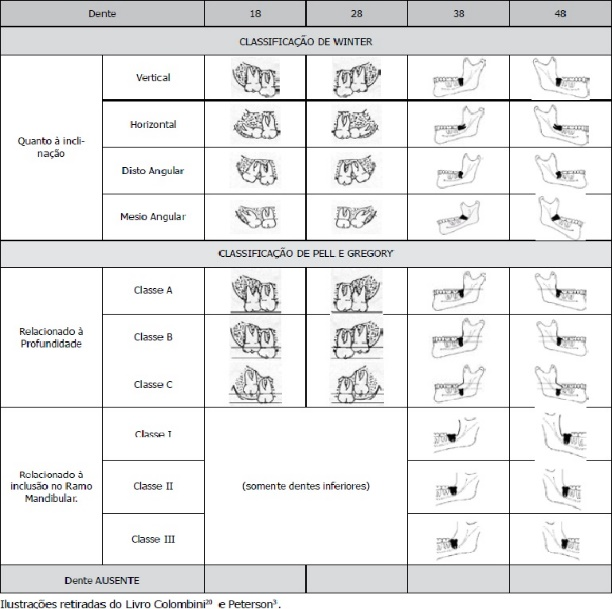 Dente 18 28 38 48
CLASSIFICAÇÃO DE WINTER
Quanto à incli-
nação
Vertical
Horizontal
Disto Angular
Mesio Angular
CLASSIFICAÇÃO DE PELL E GREGORY
Relacionado à
Profundidade
Classe A
Classe B
Classe C
Relacionado à
inclusão no Ramo
Mandibular.
Classe I
Classe II
Classe III
(somente dentes inferiores)
Dente AUSENTE
Ilustrações retiradas do Livro Colombini²⁰ e Peterson³.